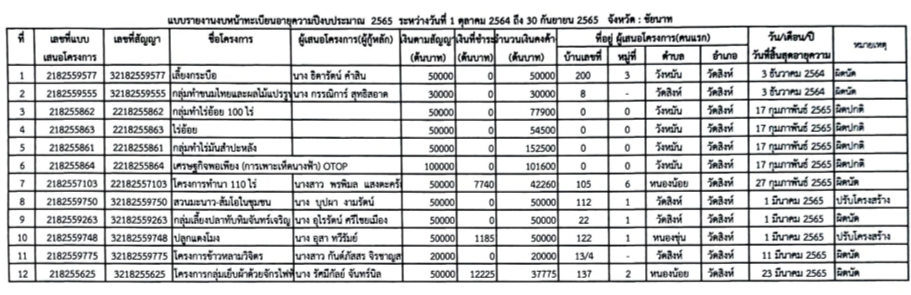 แบบรายงานงบหน้าทะเบียนอายุความปีงบประมาณ 2565 ระหว่างวันที่ 1 ตุลาคม 2564 ถึง 30 กันยายน 2565 จังหวัด : ชัยนาท
ที่ เลขที่แบบเสนอโครงการ เลขที่สัญญา ชื่อโครงการ ผู้เสนอโครงการ(ผู้กู้หลัก) เงินตามสัญญา (ต้นบาท) เงินที่ชำระ (ต้นบาท) จำนวนเงินคงค้าง (ต้นบาท) ที่อยู่ ผู้เสนอโครงการ(คนแรก) วัน/เดือน/ปี วันที่สิ้นสุดอายุความ หมายเหตุ
บ้านเลขที่ หมู่ที่ ตำบล อำเภอ
1 2182559577 32182559577 เลี้ยงกระบือ นาง ธิดารัตน์ คำสิน 50000 0 50000 200 3 วังหมัน วัดสิงห์ 3 ธันวาคม 2564 ผิดนัด
2 2182559555 32182559555 กลุ่มทำขนมไทยและผลไม้แปรรูป นาง กรรณิการ์ สุทธิสอาด 30000 0 30000 8 - วัดสิงห์ วัดสิงห์ 3 ธันวาคม 2564 ผิดนัด
3 218255862 2218255862 กลุ่มทำไร่อ้อย 100 ไร่ 50000 0 77900 0 0 วังหมัน วัดสิงห์ 17 กุมภาพันธ์ 2565 ผิดปกติ
4 218255863 2218255863 ไร่อ้อย 50000 0 54500 0 0 วังหมัน วัดสิงห์ 17 กุมภาพันธ์ 2565 ผิดปกติ
5 218255861 2218255861 กลุ่มทำไร่มันสำปะหลัง 50000 0 152500 0 0 วังหมัน วัดสิงห์ 17 กุมภาพันธ์ 2565 ผิดปกติ
6 218255864 2218255864 เศรษฐกิจพอเพียง (การเพาะเห็ดนางฟ้า) OTOP 100000 0 101600 0 0 วังหมัน วัดสิงห์ 17 กุมภาพันธ์ 2565 ผิดปกติ
7 2182557103 22182557103 โครงการทำนา 110 ไร่ นางสาว พรพิมล 50000 7740 42260 105 6 หนองน้อย วัดสิงห์ 27 กุมภาพันธ์ 2565 ผิดนัด
8 2182559750 32182559750 สวนมะนาว-ส้มโอในชุมชน นาง บุปผา งามรัตน์ 50000 0 50000 112 1 วัดสิงห์ วัดสิงห์ 1 มีนาคม 2565 ปรับโครงสร้าง
9 2182559263 32182559263 กลุ่มเลี้ยงปลาทับทิมจันทร์เจริญ นาง อุไรรัตน์ ศรีไชยเมือง 50000 0 50000 22 1 วัดสิงห์ วัดสิงห์ 1 มีนาคม 2565 ผิดนัด
10 2182559748 32182559748 ปลูกแตงโม นาง อุสา ทวีรัมย์ 50000 1185 50000 122 1 หนองขุ่น วัดสิงห์ 1 มีนาคม 2565 ปรับโครงสร้าง
11 2182559775 32182559775 โครงการข้าวหลามวิจิตร นางสาว กันต์ภัสสร 20000 0 20000 13/4 - วัดสิงห์ วัดสิงห์ 11 มีนาคม 2565 ผิดนัด
12 218255625 3218255625 โครงการกลุ่มเย็บผ้าด้วยจักรไฟฟ้า นาง รัศมีกัลย์ จันทร์นิล 50000 12225 37775 137 2 หนองน้อย วัดสิงห์ 23 มีนาคม 2565 ผิดนัด